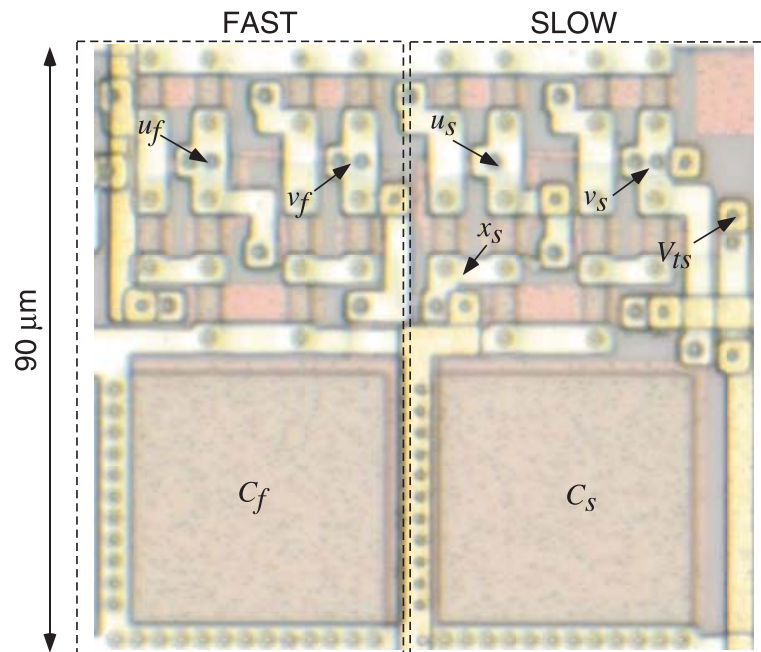 FAST SLOW
u_f u_s
v_f v_s
x_s
V_ts
90 μm
C_f C_s